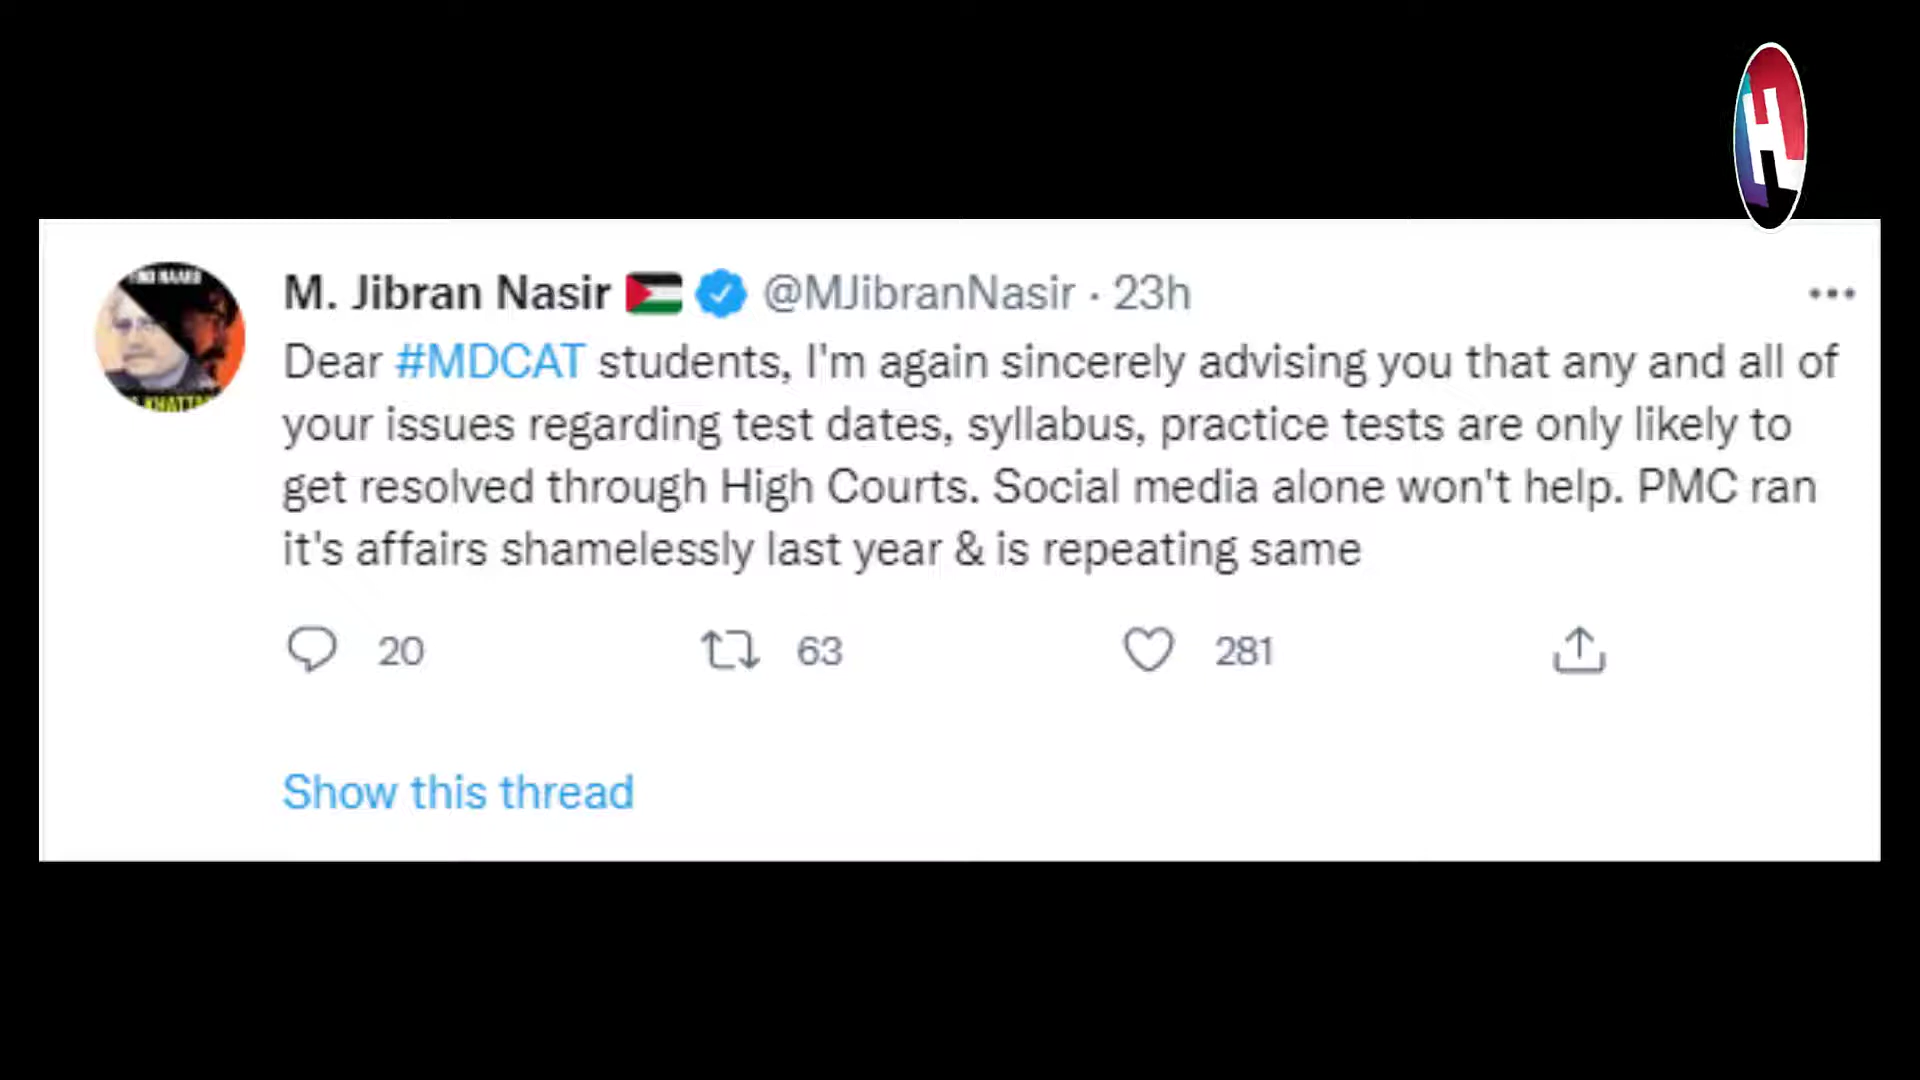 M. Jibran Nasir @MJibranNasir · 23h
Dear #MDCAT students, I'm again sincerely advising you that any and all of
your issues regarding test dates, syllabus, practice tests are only likely to
get resolved through High Courts. Social media alone won't help. PMC ran
it's affairs shamelessly last year & is repeating same
20 63 281
Show this thread